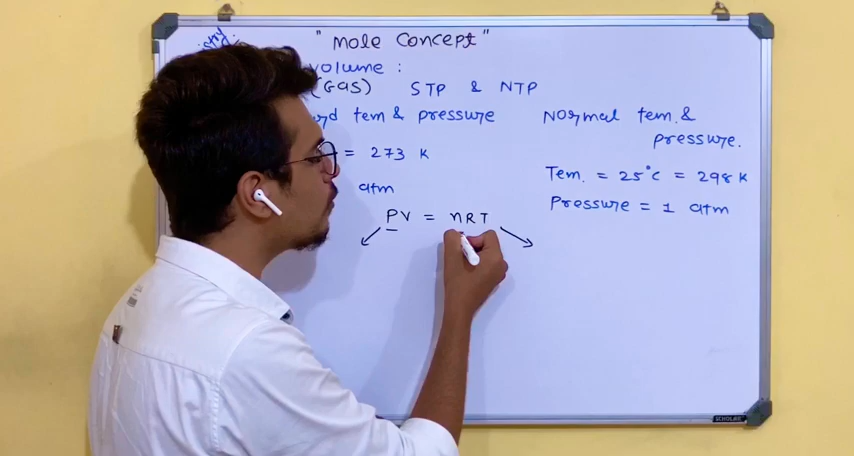 "Mole Concept"
volume :
(GAS) STP & NTP
tem & pressure
= 273 K
atm
Normal tem. &
pressure.
Tem. = 25°C = 298 K
Pressure = 1 atm
PV = nRT
SCHOLAR